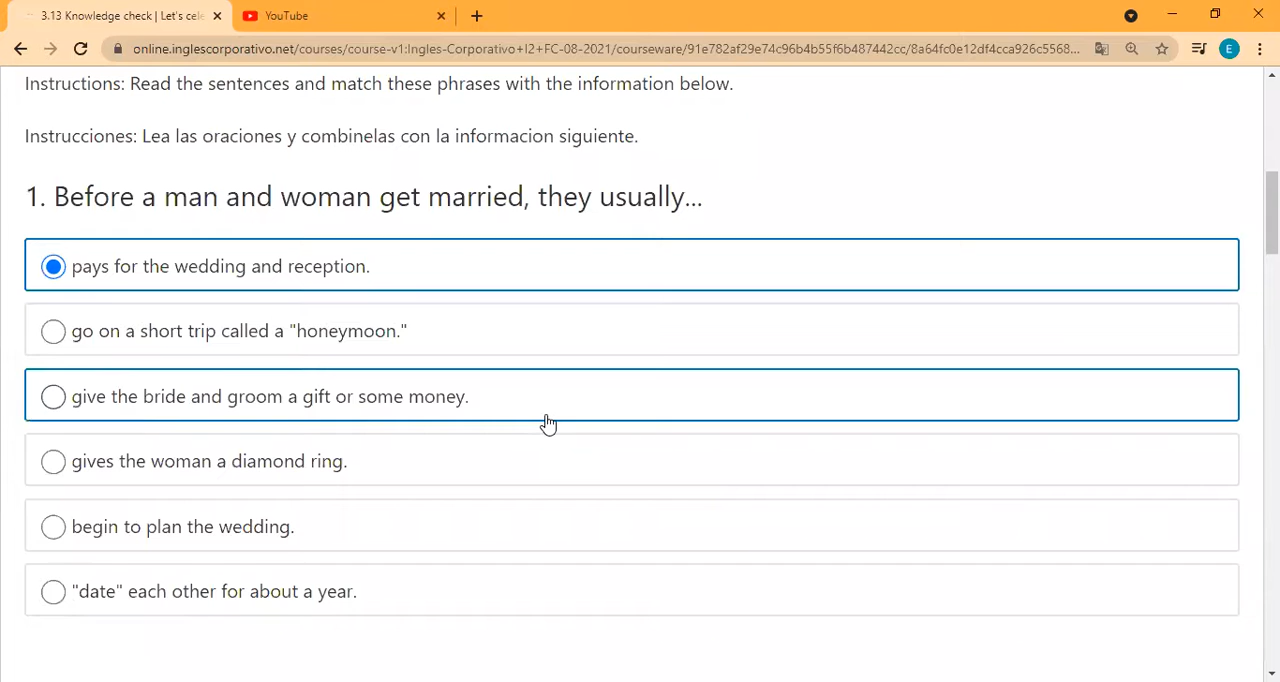 3.13 Knowledge check | Let's cele
YouTube
online.inglescorporativo.net/courses/course-v1:Ingles-Corporativo+I2+FC-08-2021/courseware/91e782af29e74c96b4b55f6b487442cc/8a64fc0e12df4cca926c5568...
E
Instructions: Read the sentences and match these phrases with the information below.
Instrucciones: Lea las oraciones y combinelas con la informacion siguiente.
1. Before a man and woman get married, they usually...
pays for the wedding and reception.
go on a short trip called a "honeymoon."
give the bride and groom a gift or some money.
gives the woman a diamond ring.
begin to plan the wedding.
"date" each other for about a year.